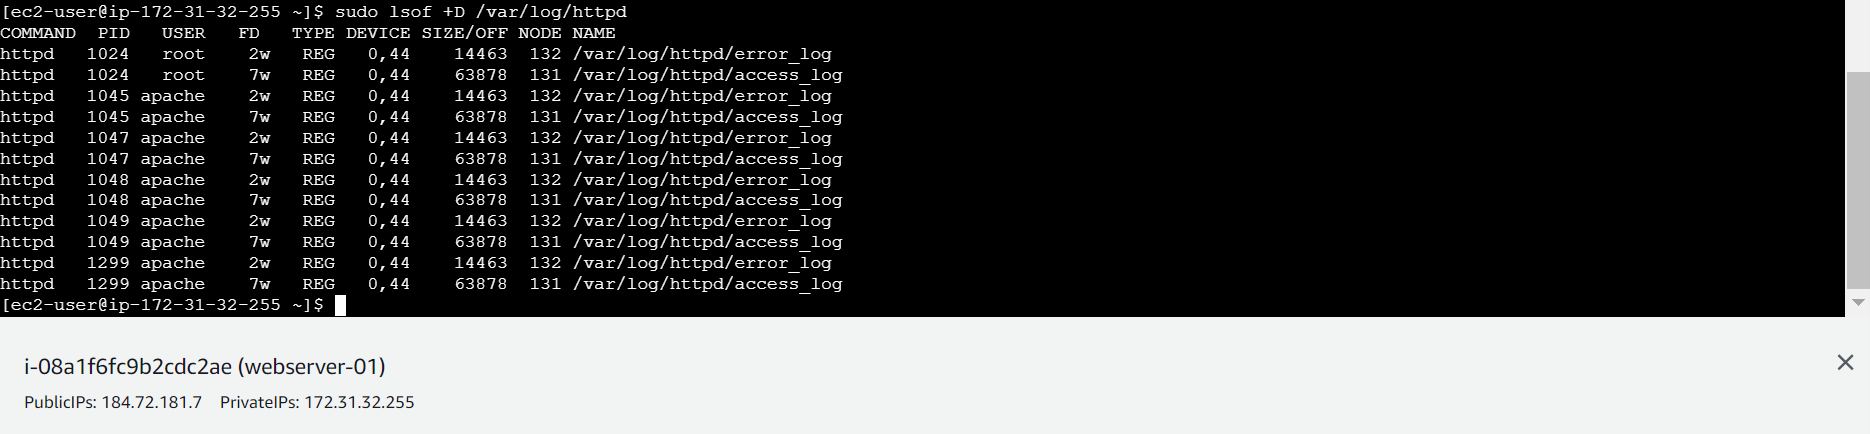 [ec2-user@ip-172-31-32-255 ~]$ sudo lsof +D /var/log/httpd
COMMAND  PID   USER   FD   TYPE DEVICE SIZE/OFF NODE NAME
httpd   1024   root    2w   REG   0,44    14463  132 /var/log/httpd/error_log
httpd   1024   root    7w   REG   0,44    63878  131 /var/log/httpd/access_log
httpd   1045 apache    2w   REG   0,44    14463  132 /var/log/httpd/error_log
httpd   1045 apache    7w   REG   0,44    63878  131 /var/log/httpd/access_log
httpd   1047 apache    2w   REG   0,44    14463  132 /var/log/httpd/error_log
httpd   1047 apache    7w   REG   0,44    63878  131 /var/log/httpd/access_log
httpd   1048 apache    2w   REG   0,44    14463  132 /var/log/httpd/error_log
httpd   1048 apache    7w   REG   0,44    63878  131 /var/log/httpd/access_log
httpd   1049 apache    2w   REG   0,44    14463  132 /var/log/httpd/error_log
httpd   1049 apache    7w   REG   0,44    63878  131 /var/log/httpd/access_log
httpd   1299 apache    2w   REG   0,44    14463  132 /var/log/httpd/error_log
httpd   1299 apache    7w   REG   0,44    63878  131 /var/log/httpd/access_log
[ec2-user@ip-172-31-32-255 ~]$
i-08a1f6fc9b2cdc2ae (webserver-01)
PublicIPs: 184.72.181.7 PrivateIPs: 172.31.32.255